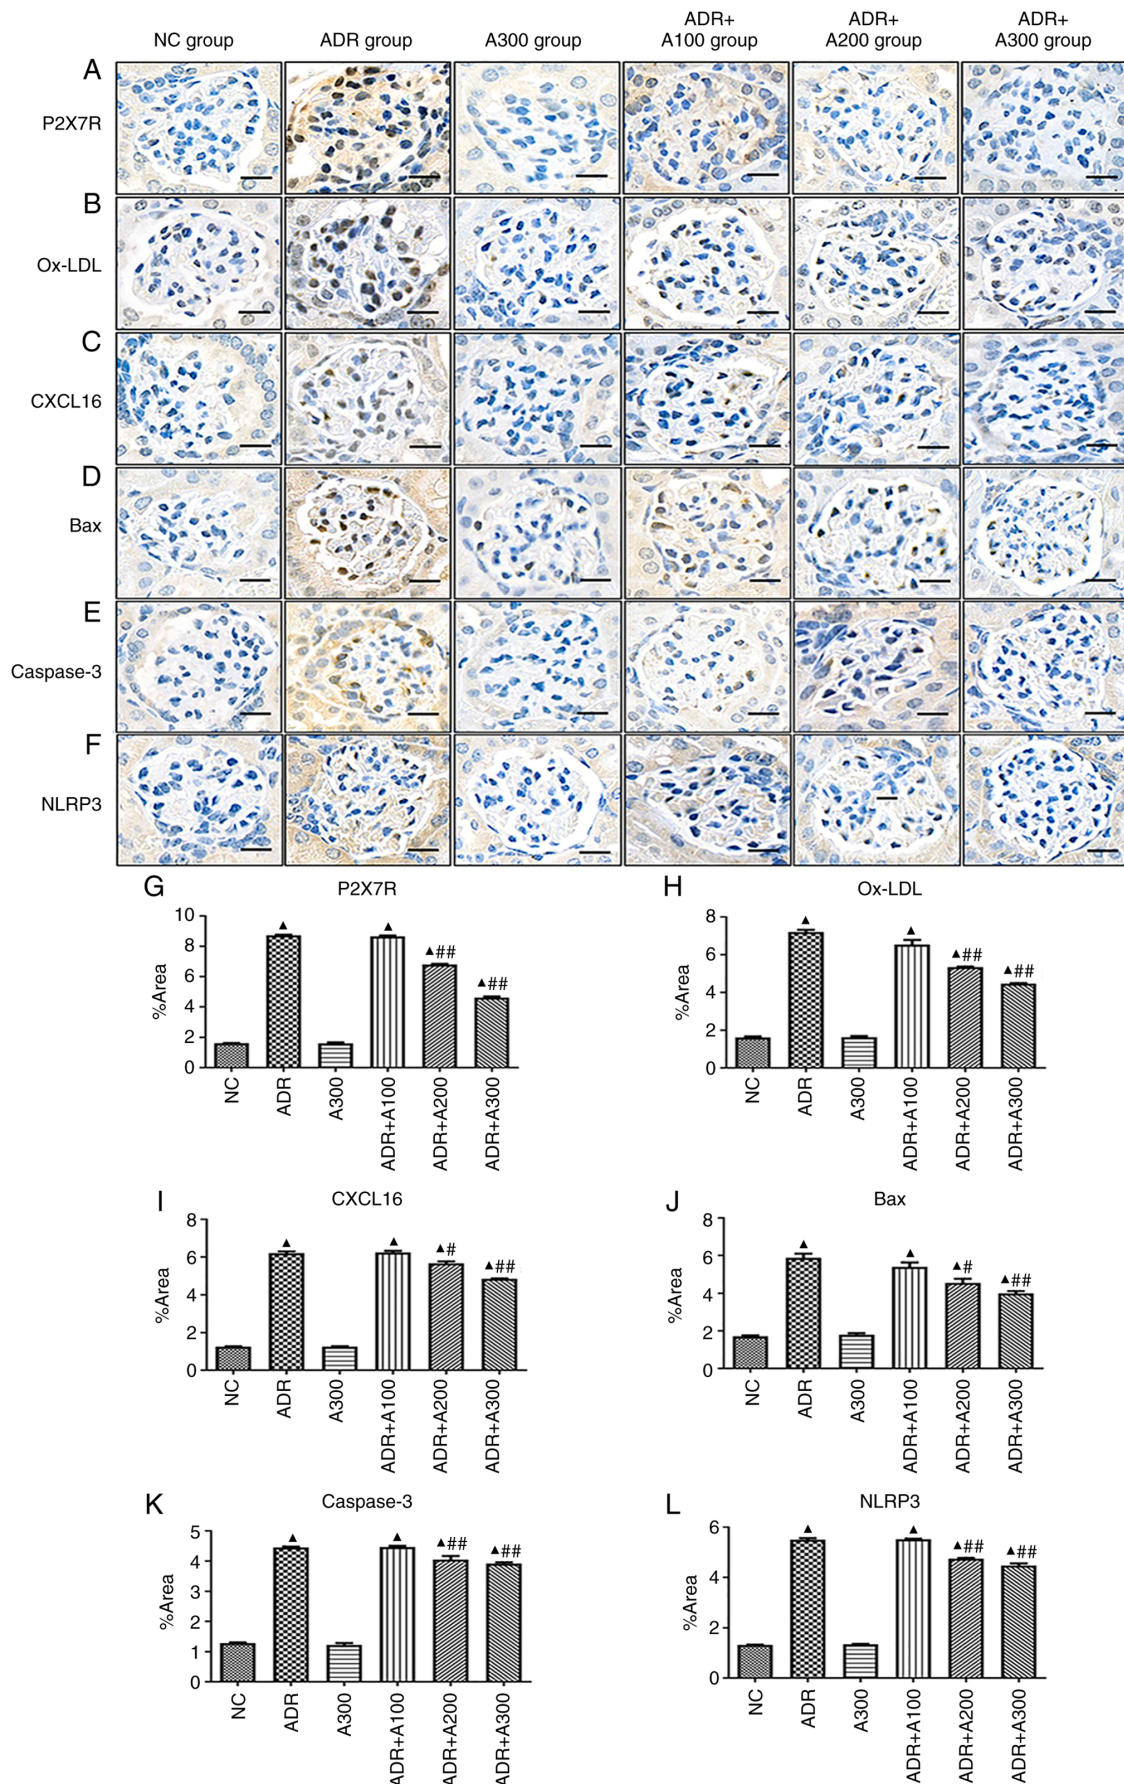 NC group
ADR group
A300 group
ADR+
A100 group
ADR+
A200 group
ADR+
A300 group
A
P2X7R
B
Ox-LDL
C
CXCL16
D
Bax
E
Caspase-3
F
NLRP3
G
P2X7R
10
8
6
4
2
0
%Area
▲
▲
▲##
▲##
NC
ADR
A300
ADR+A100
ADR+A200
ADR+A300
H
Ox-LDL
8
6
4
2
0
%Area
▲
▲
▲##
▲##
NC
ADR
A300
ADR+A100
ADR+A200
ADR+A300
I
CXCL16
8
6
4
2
0
%Area
▲
▲
▲#
▲##
NC
ADR
A300
ADR+A100
ADR+A200
ADR+A300
J
Bax
8
6
4
2
0
%Area
▲
▲
▲#
▲##
NC
ADR
A300
ADR+A100
ADR+A200
ADR+A300
K
Caspase-3
5
4
3
2
1
0
%Area
▲
▲
▲##
▲##
NC
ADR
A300
ADR+A100
ADR+A200
ADR+A300
L
NLRP3
6
4
2
0
%Area
▲
▲
▲##
▲##
NC
ADR
A300
ADR+A100
ADR+A200
ADR+A300